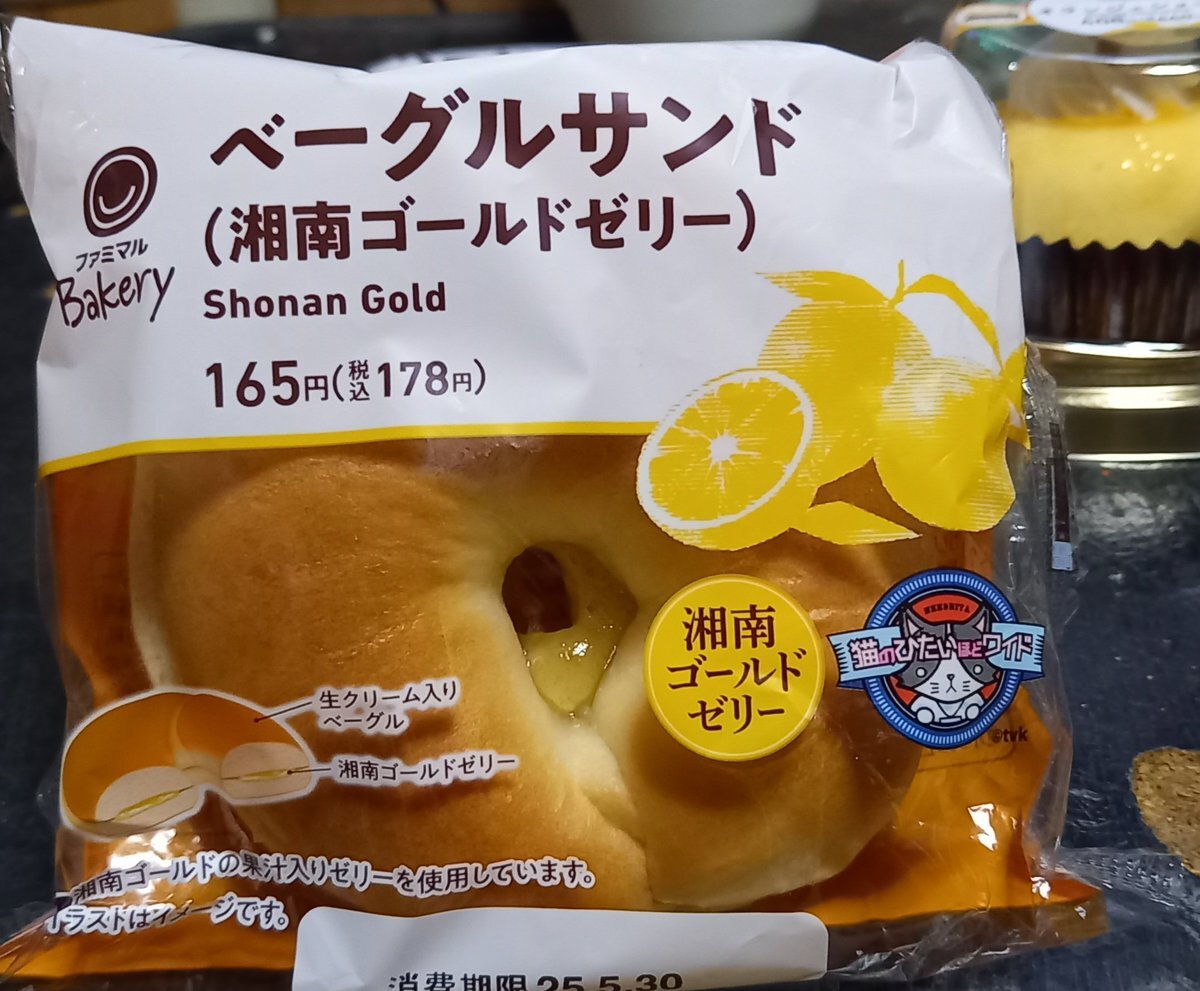 ベーグルサンド
(湘南ゴールドゼリー)
Shonan Gold
165円(税込178円)
ファミマル
Bakery
湘南
ゴールド
ゼリー
NEKOHITA
猫のひたいほどワイド
©tvk
生クリーム入り
ベーグル
湘南ゴールドゼリー
湘南ゴールドの果汁入りゼリーを使用しています。
イラストはイメージです。
消費期限 25.5.30